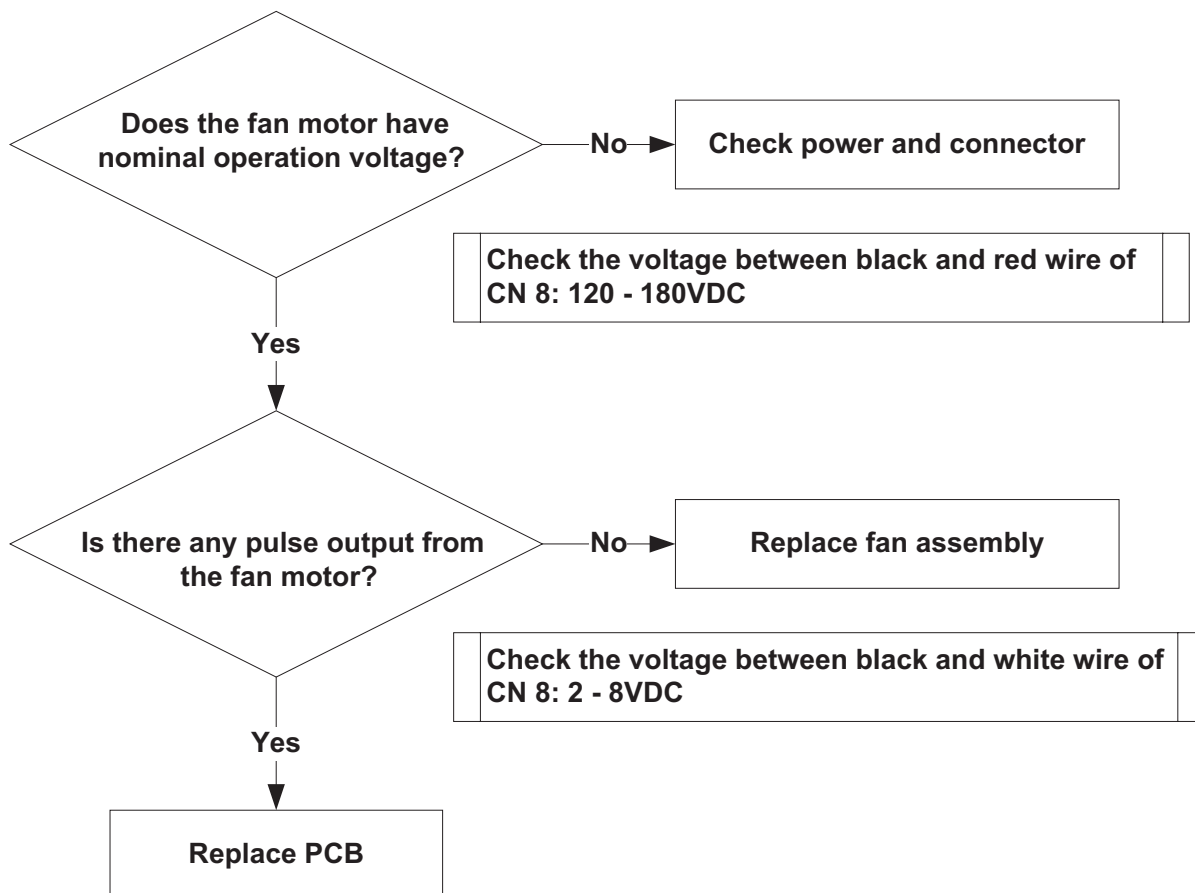 Does the fan motor have
nominal operation voltage?
No
Check power and connector
Check the voltage between black and red wire of
CN 8: 120 - 180VDC
Yes
Is there any pulse output from
the fan motor?
No
Replace fan assembly
Check the voltage between black and white wire of
CN 8: 2 - 8VDC
Yes
Replace PCB